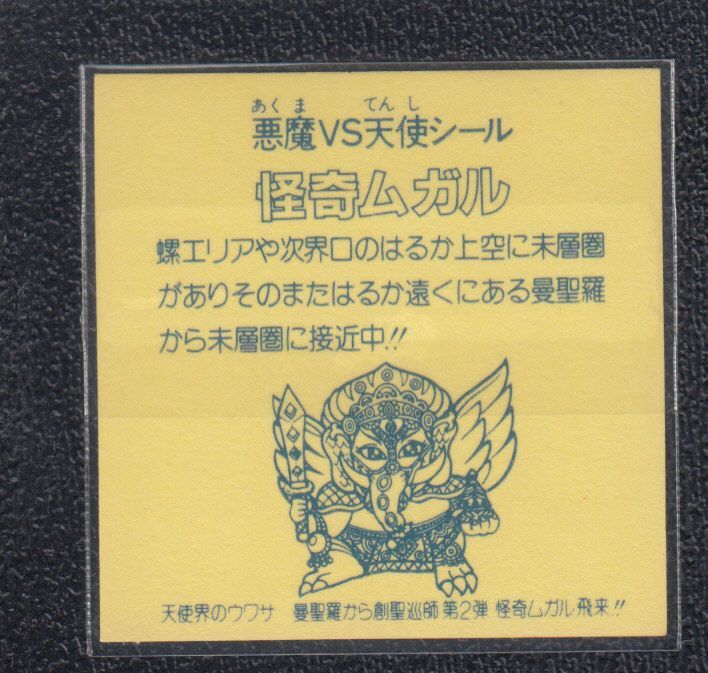 あくま てんし
悪魔VS天使シール
怪奇ムガル
螺エリアや次界口のはるか上空に未層圏
がありそのまたはるか遠くにある曼聖羅
から未層圏に接近中!!
天使界のウワサ 曼聖羅から創聖巡師 第2弾 怪奇ムガル飛来!!